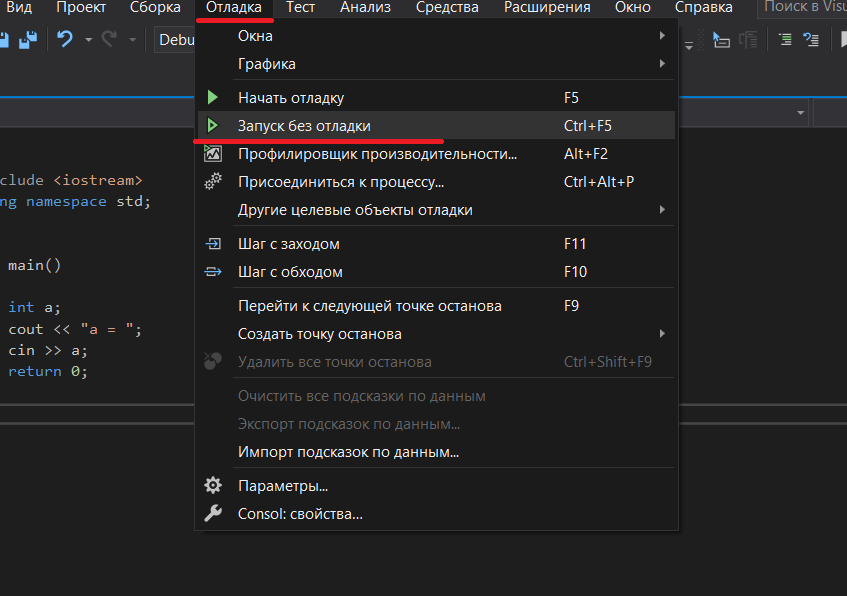 Вид Проект Сборка Отладка Тест Анализ Средства Расширения Окно Справка Поиск в Visu
Debu
Окна
Графика
Начать отладку F5
Запуск без отладки Ctrl+F5
Профилировщик производительности... Alt+F2
Присоединиться к процессу... Ctrl+Alt+P
Другие целевые объекты отладки
Шаг с заходом F11
Шаг с обходом F10
Перейти к следующей точке останова F9
Создать точку останова
Удалить все точки останова Ctrl+Shift+F9
Очистить все подсказки по данным
Экспорт подсказок по данным...
Импорт подсказок по данным...
Параметры...
Consol: свойства...
clude <iostream>
ng namespace std;
main()
int a;
cout << "a = ";
cin >> a;
return 0;